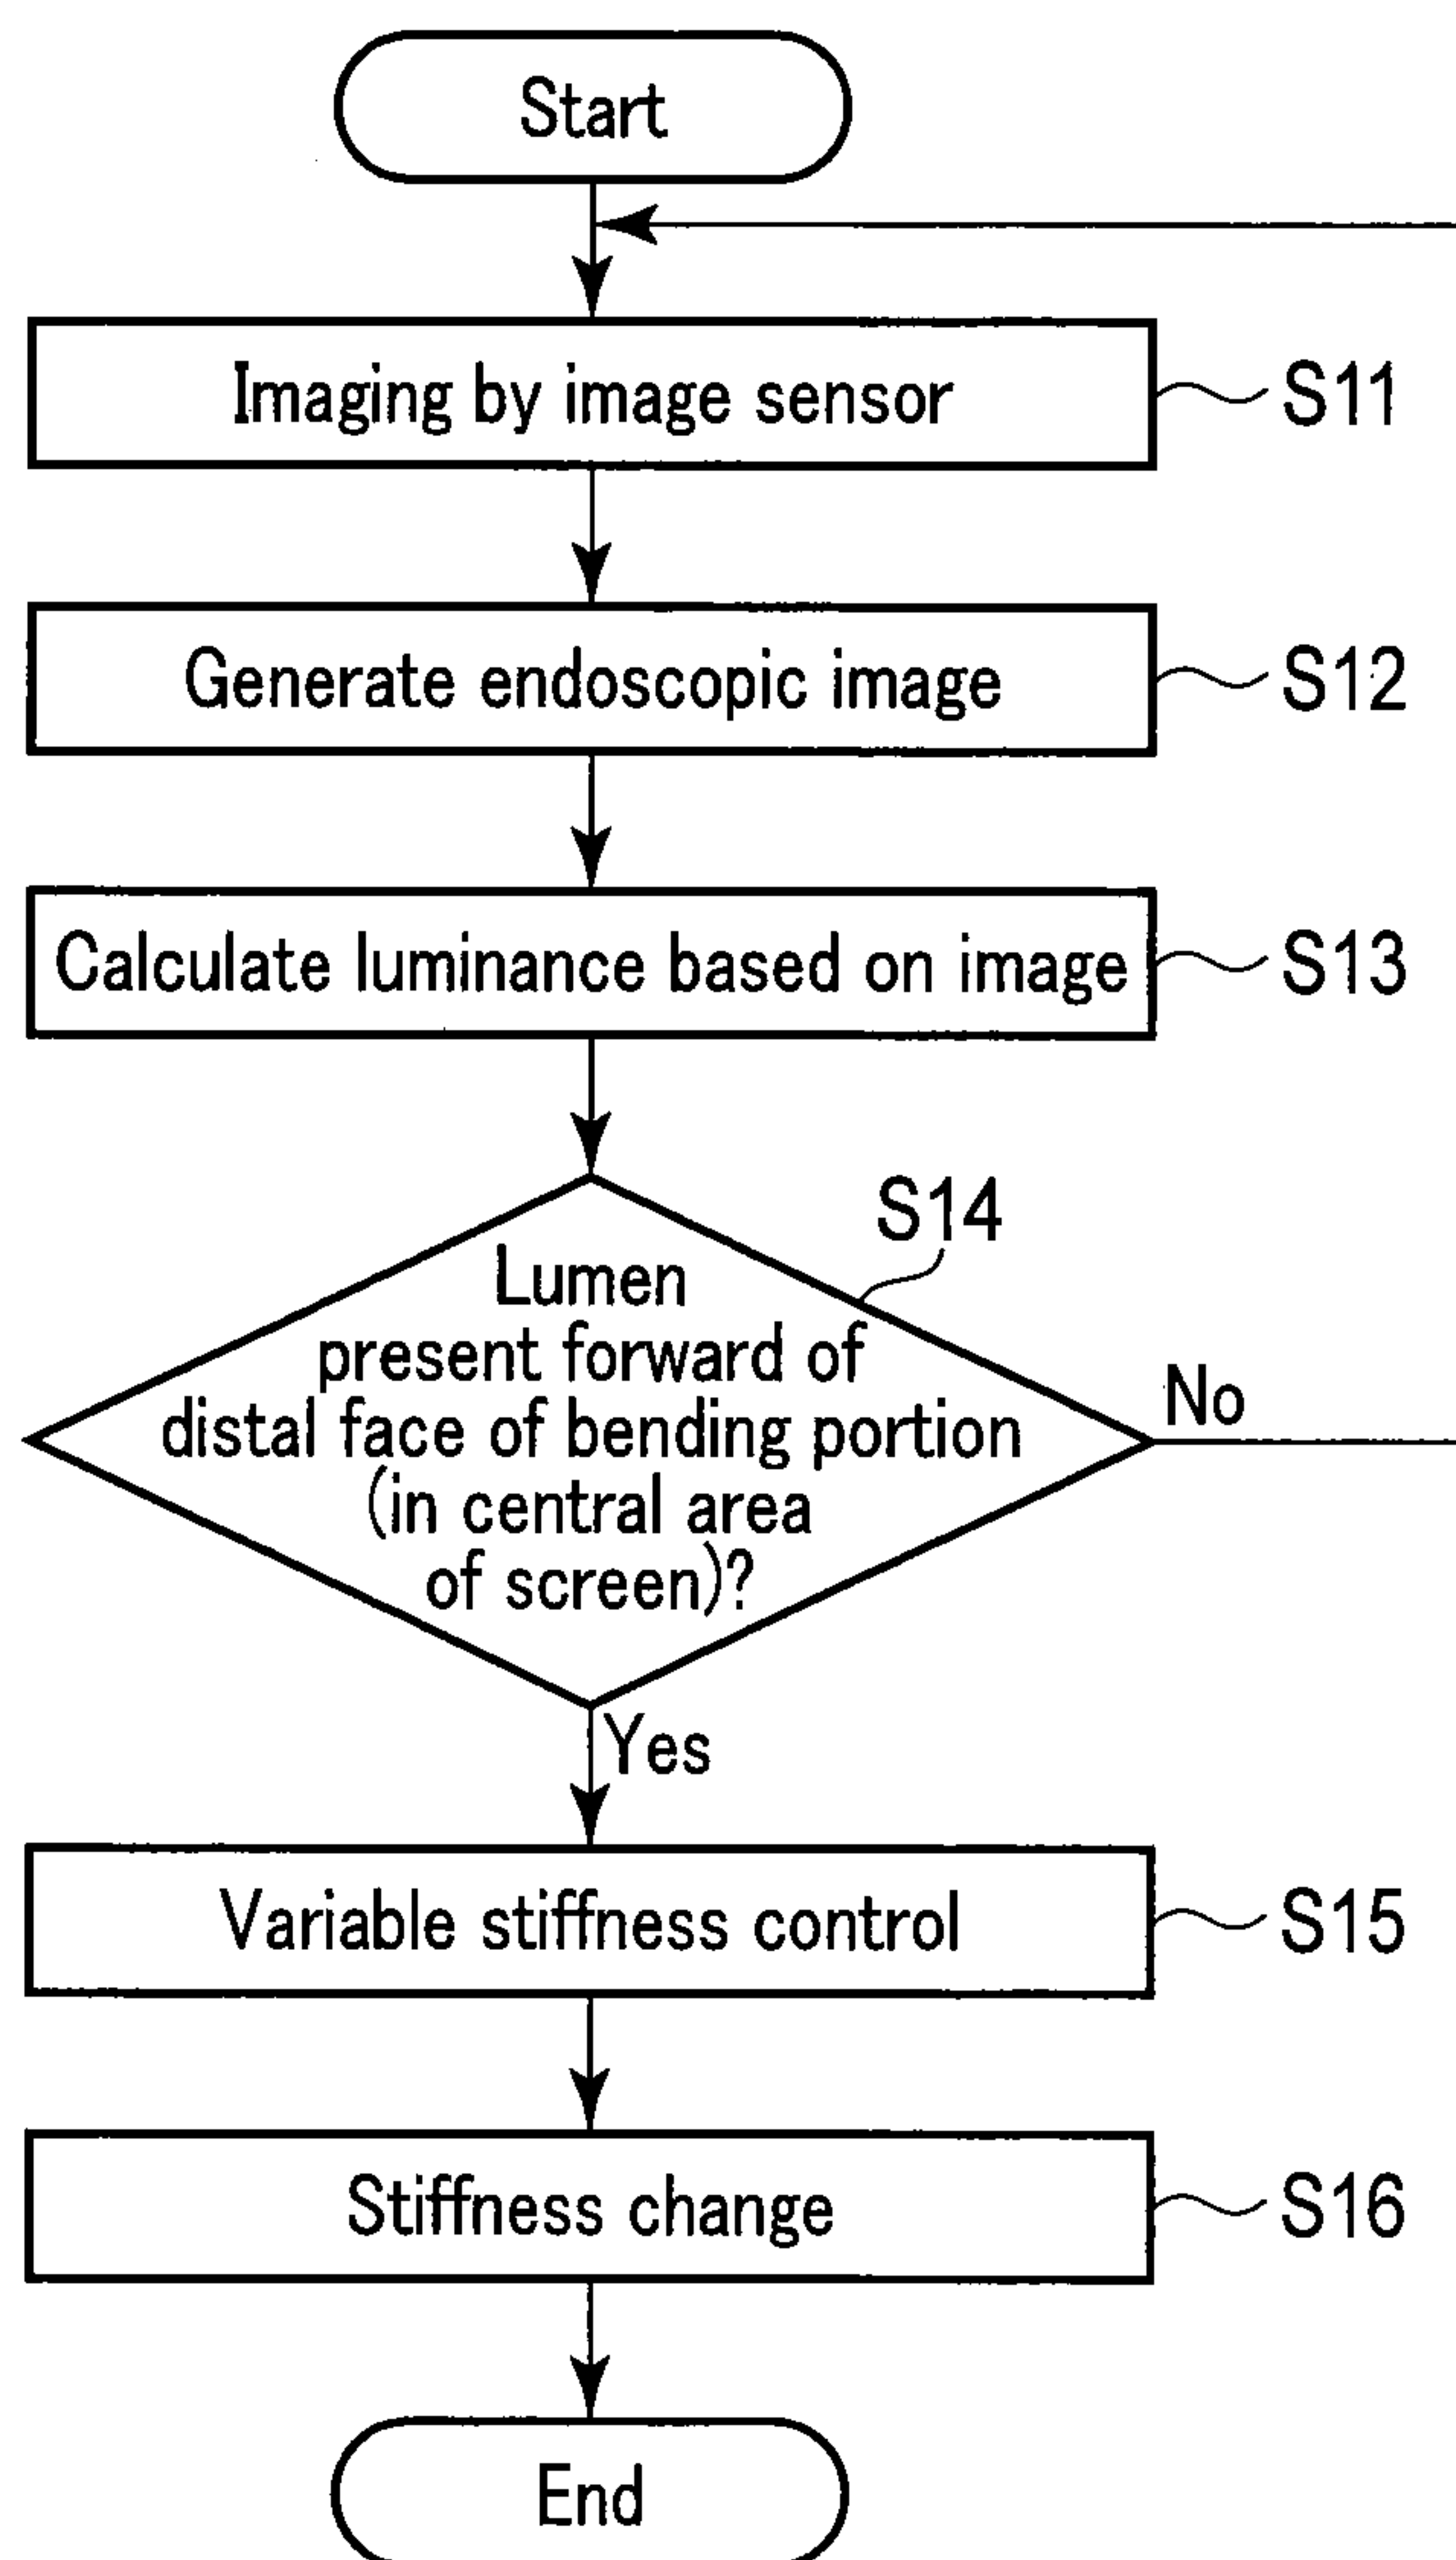 Start
Imaging by image sensor
S11
Generate endoscopic image
S12
Calculate luminance based on image
S13
S14
Lumen
present forward of
distal face of bending portion
(in central area
of screen)?
No
Yes
Variable stiffness control
S15
Stiffness change
S16
End